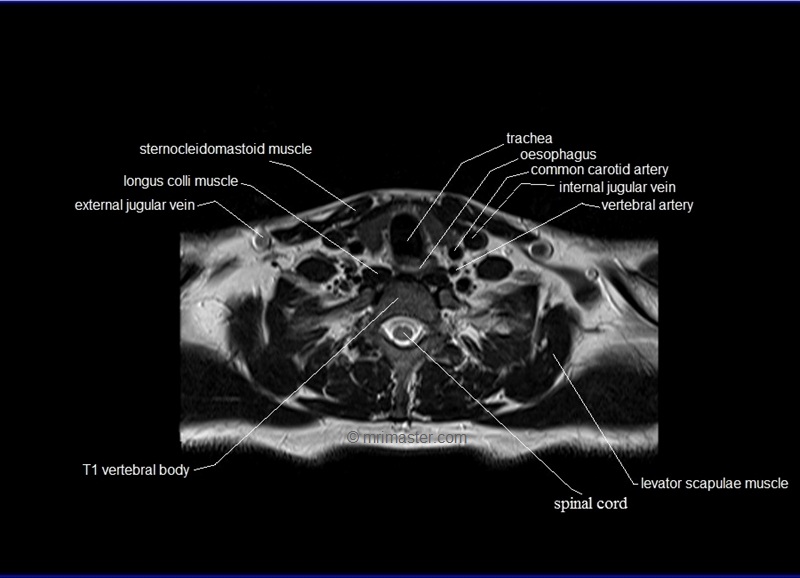 trachea
sternocleidomastoid muscle
oesophagus
common carotid artery
longus colli muscle
internal jugular vein
external jugular vein
vertebral artery
© mrimaster.com
T1 vertebral body
levator scapulae muscle
spinal cord